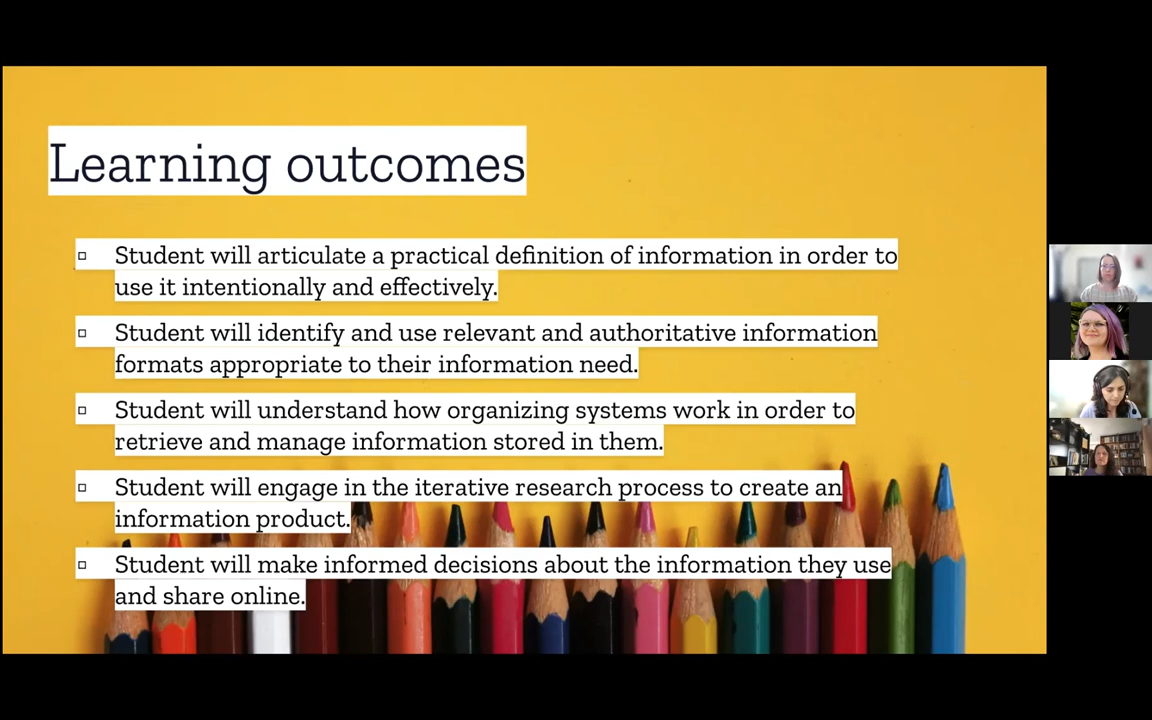 Learning outcomes
▫ Student will articulate a practical definition of information in order to
use it intentionally and effectively.
▫ Student will identify and use relevant and authoritative information
formats appropriate to their information need.
▫ Student will understand how organizing systems work in order to
retrieve and manage information stored in them.
▫ Student will engage in the iterative research process to create an
information product.
▫ Student will make informed decisions about the information they use
and share online.